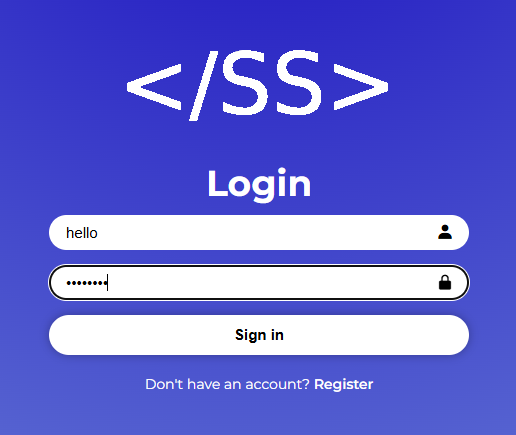 </SS>
Login
hello
••••••••
Sign in
Don't have an account? Register